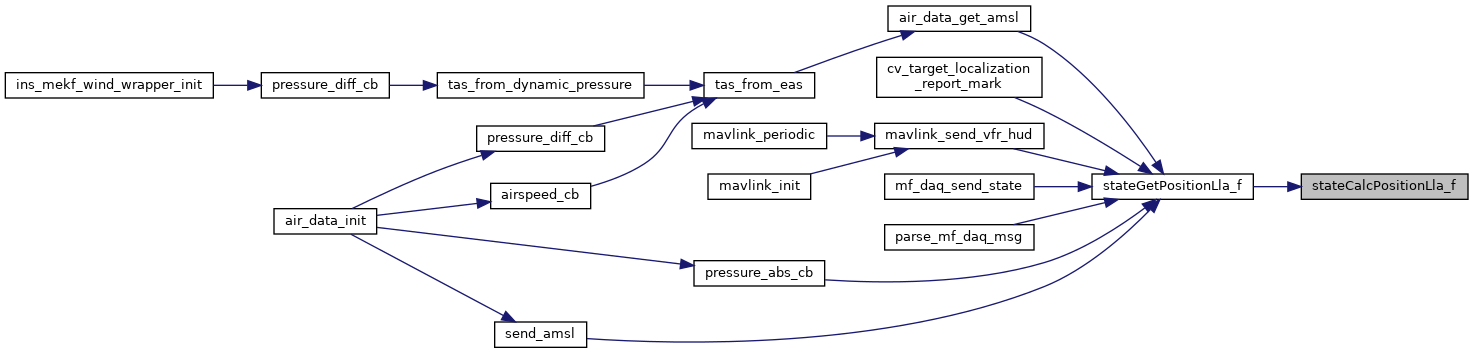 air_data_get_amsl
cv_target_localization
_report_mark
ins_mekf_wind_wrapper_init
pressure_diff_cb
tas_from_dynamic_pressure
tas_from_eas
pressure_diff_cb
mavlink_periodic
mavlink_send_vfr_hud
mavlink_init
mf_daq_send_state
stateGetPositionLla_f
stateCalcPositionLla_f
airspeed_cb
air_data_init
parse_mf_daq_msg
pressure_abs_cb
send_amsl